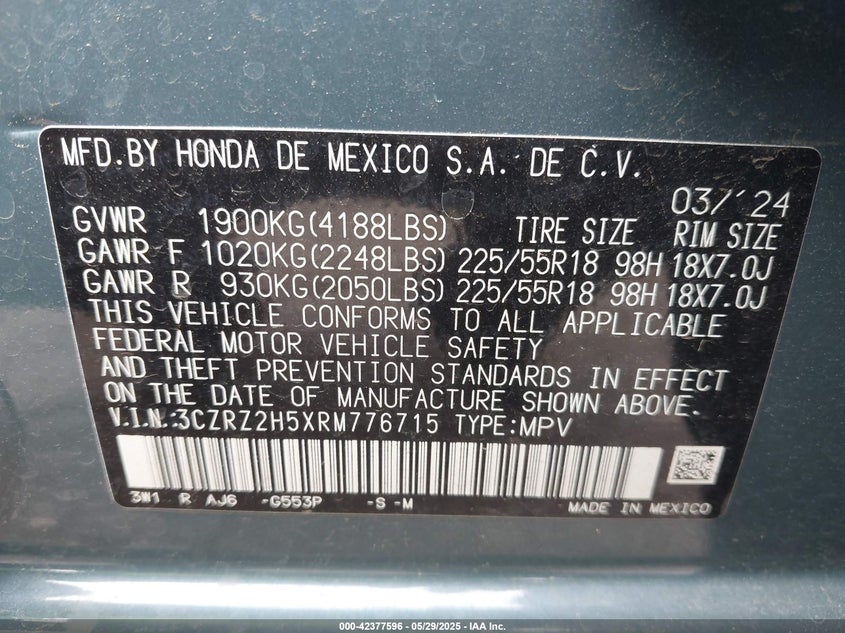 MFD.BY HONDA DE MEXICO S.A. DE C.V.
03/'24
GVWR 1900KG(4188LBS) TIRE SIZE RIM SIZE
GAWR F 1020KG(2248LBS) 225/55R18 98H 18X7.0J
GAWR R 930KG(2050LBS) 225/55R18 98H 18X7.0J
THIS VEHICLE CONFORMS TO ALL APPLICABLE
FEDERAL MOTOR VEHICLE SAFETY
AND THEFT PREVENTION STANDARDS IN EFFECT
ON THE DATE OF MANUFACTURE SHOWN ABOVE.
V.I.N.:3CZRZ2H5XRM776715 TYPE:MPV
3W1 R AJ6 -G553P -S -M MADE IN MEXICO
000-42377596 - 05/29/2025 - IAA Inc.